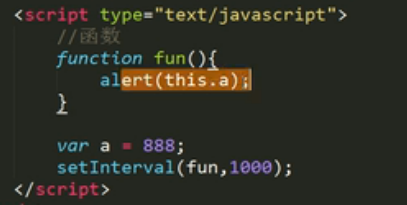 <script type="text/javascript">
//函数
function fun(){
alert(this.a);
}
var a = 888;
setInterval(fun,1000);
</script>